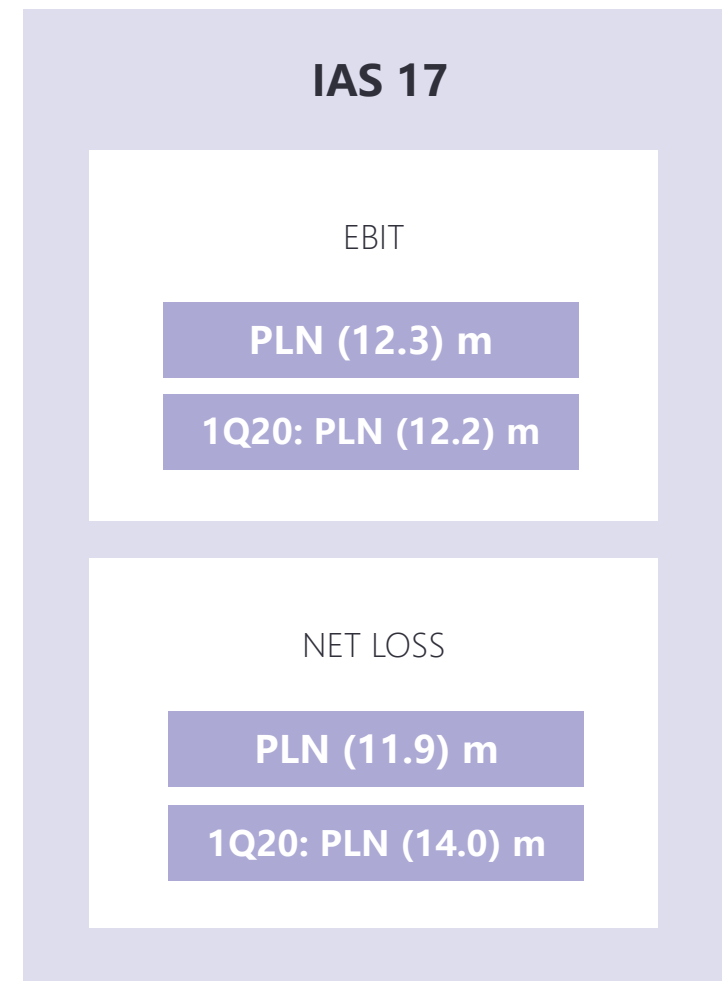 IAS 17
EBIT
PLN (12.3) m
1Q20: PLN (12.2) m
NET LOSS
PLN (11.9) m
1Q20: PLN (14.0) m